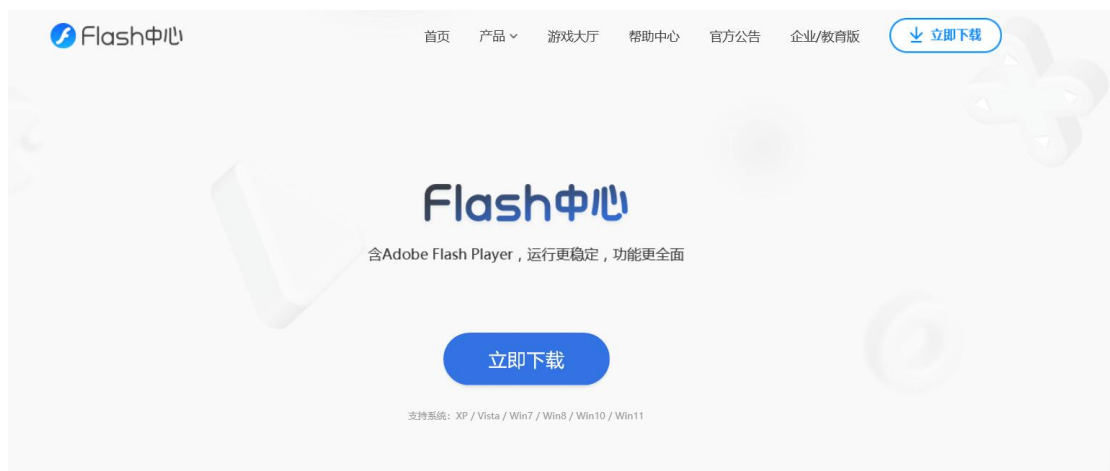 Flash中心
首页 产品 游戏大厅 帮助中心 官方公告 企业/教育版 立即下载
Flash中心
含Adobe Flash Player，运行更稳定，功能更全面
立即下载
支持系统：XP / Vista / Win7 / Win8 / Win10 / Win11